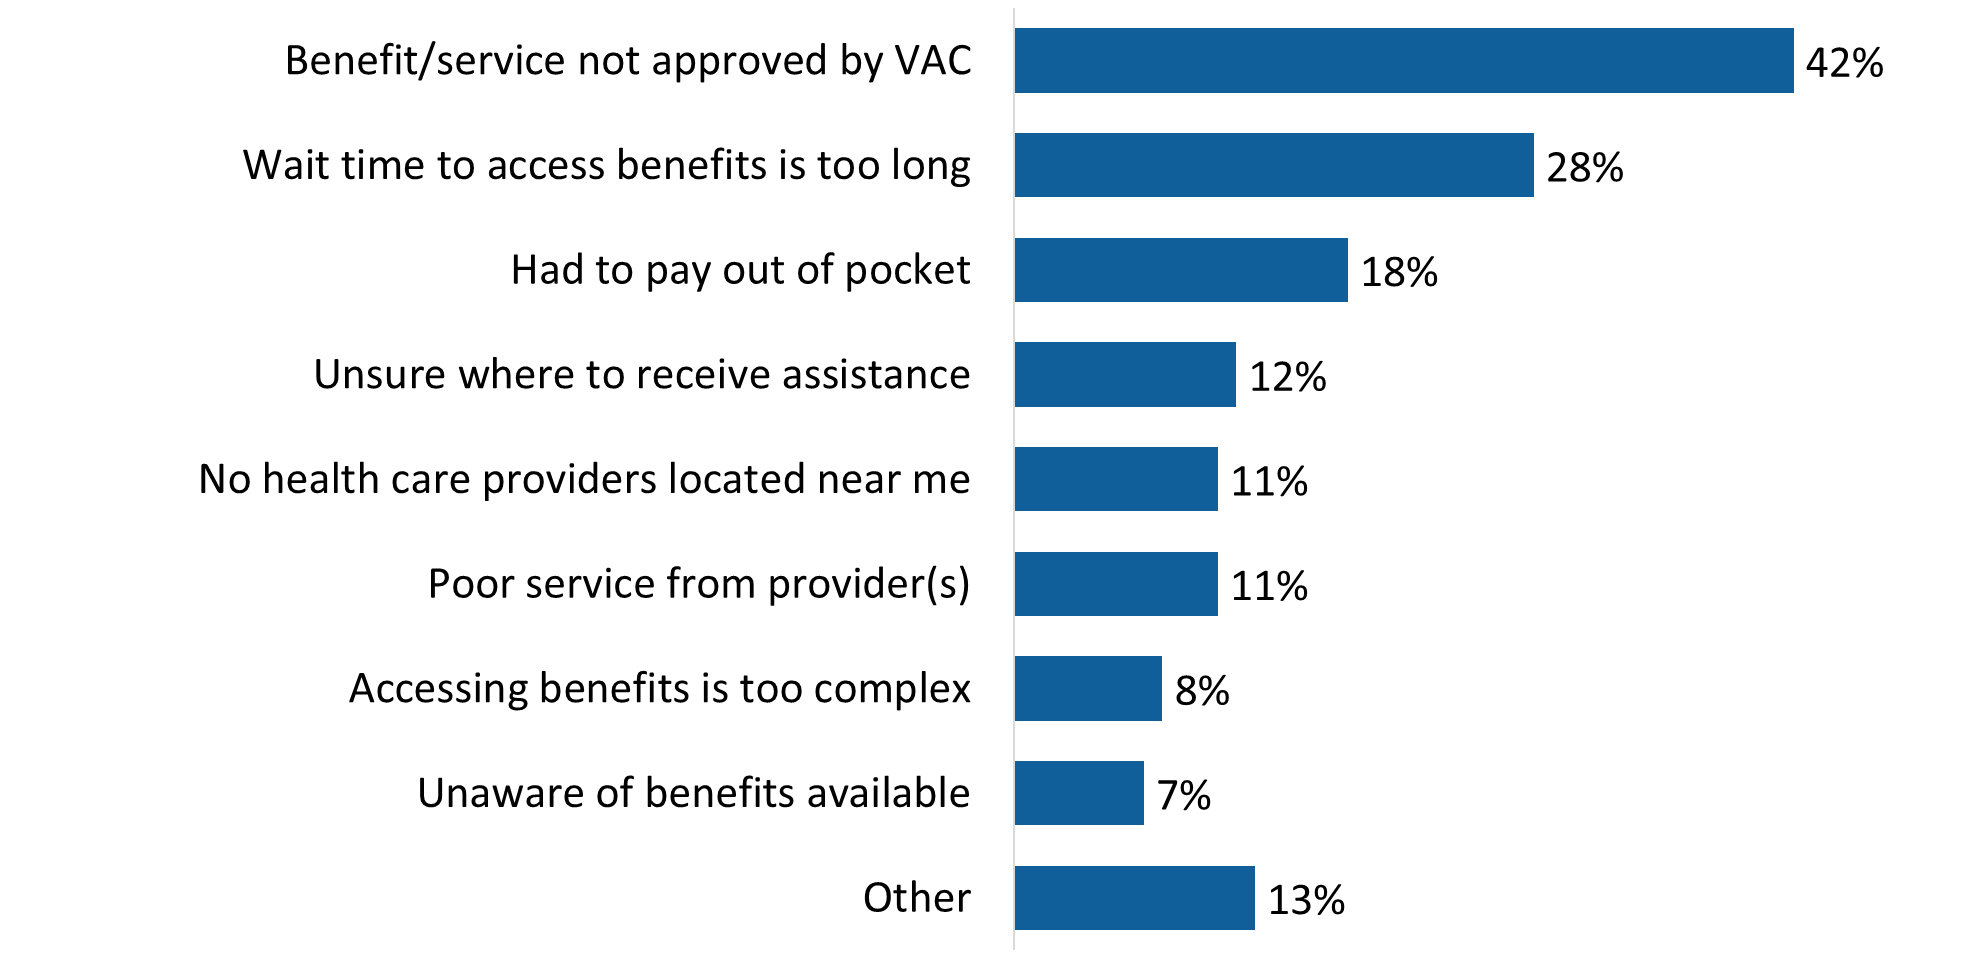 Benefit/service not approved by VAC 42%
Wait time to access benefits is too long 28%
Had to pay out of pocket 18%
Unsure where to receive assistance 12%
No health care providers located near me 11%
Poor service from provider(s) 11%
Accessing benefits is too complex 8%
Unaware of benefits available 7%
Other 13%